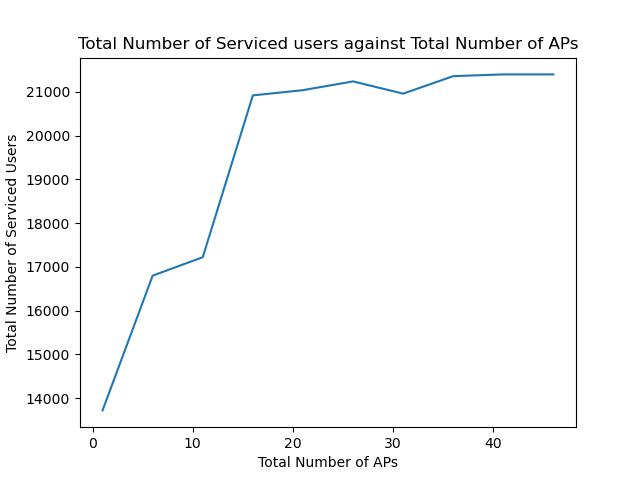 Total Number of Serviced users against Total Number of APs
Total Number of Serviced Users
21000
20000
19000
18000
17000
16000
15000
14000
0 10 20 30 40
Total Number of APs